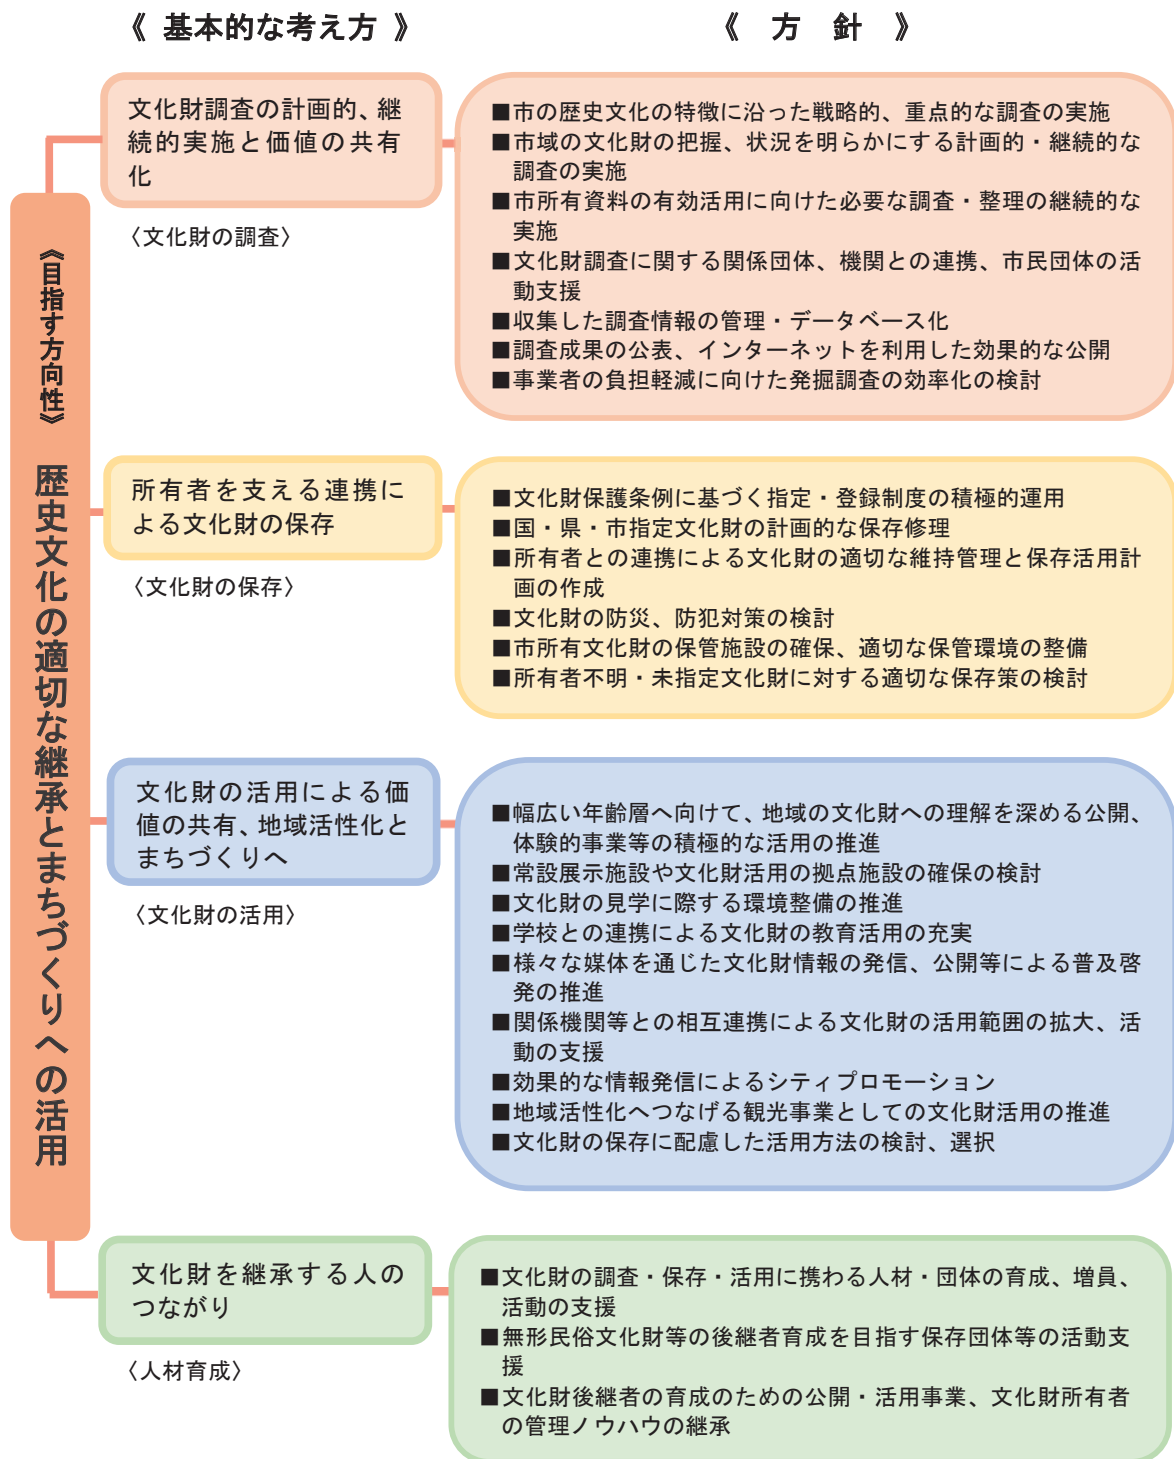 《 基本的な考え方 》
《 方 針 》
《目指す方向性》 歴史文化の適切な継承とまちづくりへの活用
文化財調査の計画的、継
続的実施と価値の共有
化
〈文化財の調査〉
■市の歴史文化の特徴に沿った戦略的、重点的な調査の実施
■市域の文化財の把握、状況を明らかにする計画的・継続的な
調査の実施
■市所有資料の有効活用に向けた必要な調査・整理の継続的な
実施
■文化財調査に関する関係団体、機関との連携、市民団体の活
動支援
■収集した調査情報の管理・データベース化
■調査成果の公表、インターネットを利用した効果的な公開
■事業者の負担軽減に向けた発掘調査の効率化の検討
所有者を支える連携に
よる文化財の保存
〈文化財の保存〉
■文化財保護条例に基づく指定・登録制度の積極的運用
■国・県・市指定文化財の計画的な保存修理
■所有者との連携による文化財の適切な維持管理と保存活用計
画の作成
■文化財の防災、防犯対策の検討
■市所有文化財の保管施設の確保、適切な保管環境の整備
■所有者不明・未指定文化財に対する適切な保存策の検討
文化財の活用による価
値の共有、地域活性化と
まちづくりへ
〈文化財の活用〉
■幅広い年齢層へ向けて、地域の文化財への理解を深める公開、
体験的事業等の積極的な活用の推進
■常設展示施設や文化財活用の拠点施設の確保の検討
■文化財の見学に際する環境整備の推進
■学校との連携による文化財の教育活用の充実
■様々な媒体を通じた文化財情報の発信、公開等による普及啓
発の推進
■関係機関等との相互連携による文化財の活用範囲の拡大、活
動の支援
■効果的な情報発信によるシティプロモーション
■地域活性化へつなげる観光事業としての文化財活用の推進
■文化財の保存に配慮した活用方法の検討、選択
文化財を継承する人の
つながり
〈人材育成〉
■文化財の調査・保存・活用に携わる人材・団体の育成、増員、
活動の支援
■無形民俗文化財等の後継者育成を目指す保存団体等の活動支
援
■文化財後継者の育成のための公開・活用事業、文化財所有者
の管理ノウハウの継承